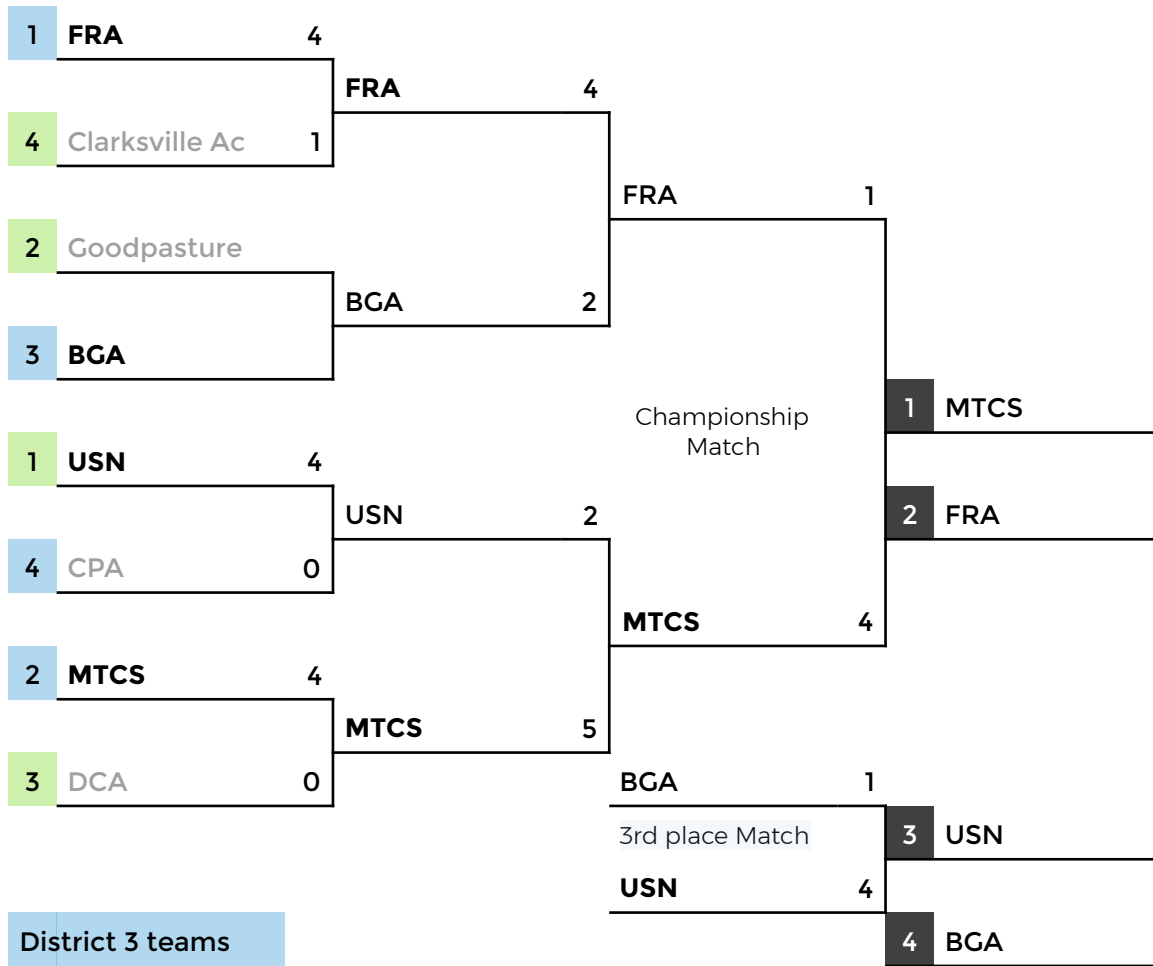 1 FRA 4
FRA 4
4 Clarksville Ac 1
FRA 1
2 Goodpasture
BGA 2
3 BGA
Championship
Match
1 MTCS
1 USN 4
USN 2
2 FRA
4 CPA 0
MTCS 4
2 MTCS 4
MTCS 5
3 DCA 0
BGA 1
3rd place Match
3 USN
USN 4
District 3 teams
4 BGA